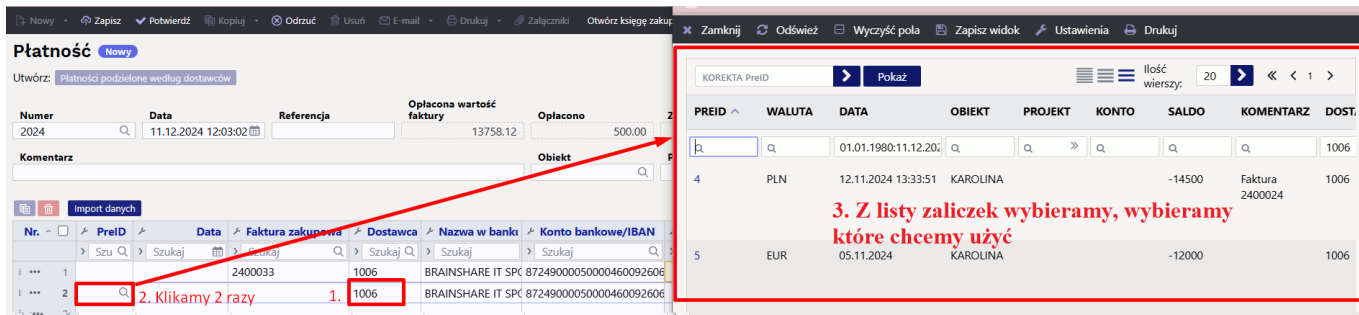 Nowy Zapisz Potwierdź Kopiuj Odrzuć Usuń E-mail Drukuj Załączniki Otwórz księgę zakup
Płatność Nowy
Utwórz: Płatności podzielone według dostawców
Numer Data Referencja Opłacona wartość faktury Opłacono
2024 11.12.2024 12:03:02 13758.12 500.00
Komentarz Obiekt
Import danych
Nr. PreID Data Faktura zakupowa Dostawca Nazwa w banku Konto bankowe/IBAN
Szu Szukaj Szukaj Szukaj Szukaj Szukaj
1 2400033 1006 BRAINSHARE IT SPÓ 87249000050000460092606
2 2. Klikamy 2 razy 1. 1006 BRAINSHARE IT SPÓ 87249000050000460092606
Zamknij Odśwież Wyczyść pola Zapisz widok Ustawienia Drukuj
KOREKTA PreID Pokaż Ilość wierszy: 20 1
PREID WALUTA DATA OBIEKT PROJEKT KONTO SALDO KOMENTARZ DOST
01.01.1980:11.12.202 1006
4 PLN 12.11.2024 13:33:51 KAROLINA -14500 Faktura 2400024 1006
3. Z listy zaliczek wybieramy, wybieramy
które chcemy użyć
5 EUR 05.11.2024 KAROLINA -12000 1006